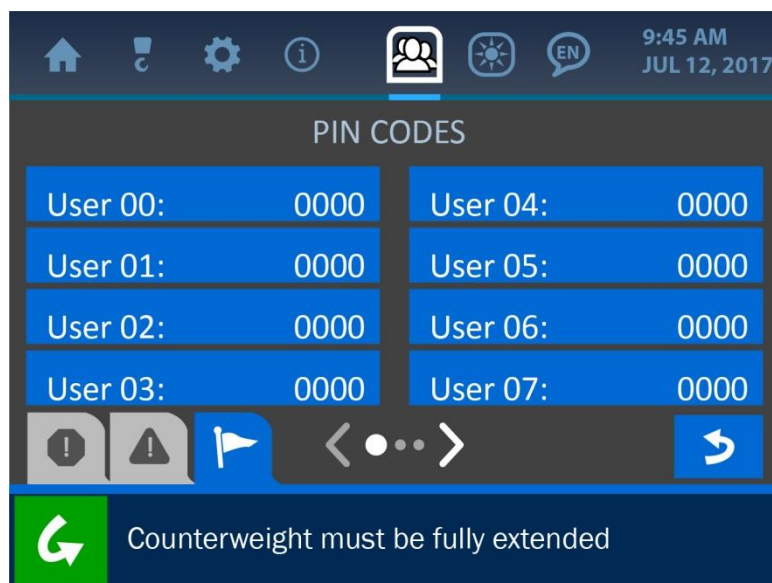 EN
9:45 AM
JUL 12, 2017
PIN CODES
User 00: 0000
User 04: 0000
User 01: 0000
User 05: 0000
User 02: 0000
User 06: 0000
User 03: 0000
User 07: 0000
Counterweight must be fully extended